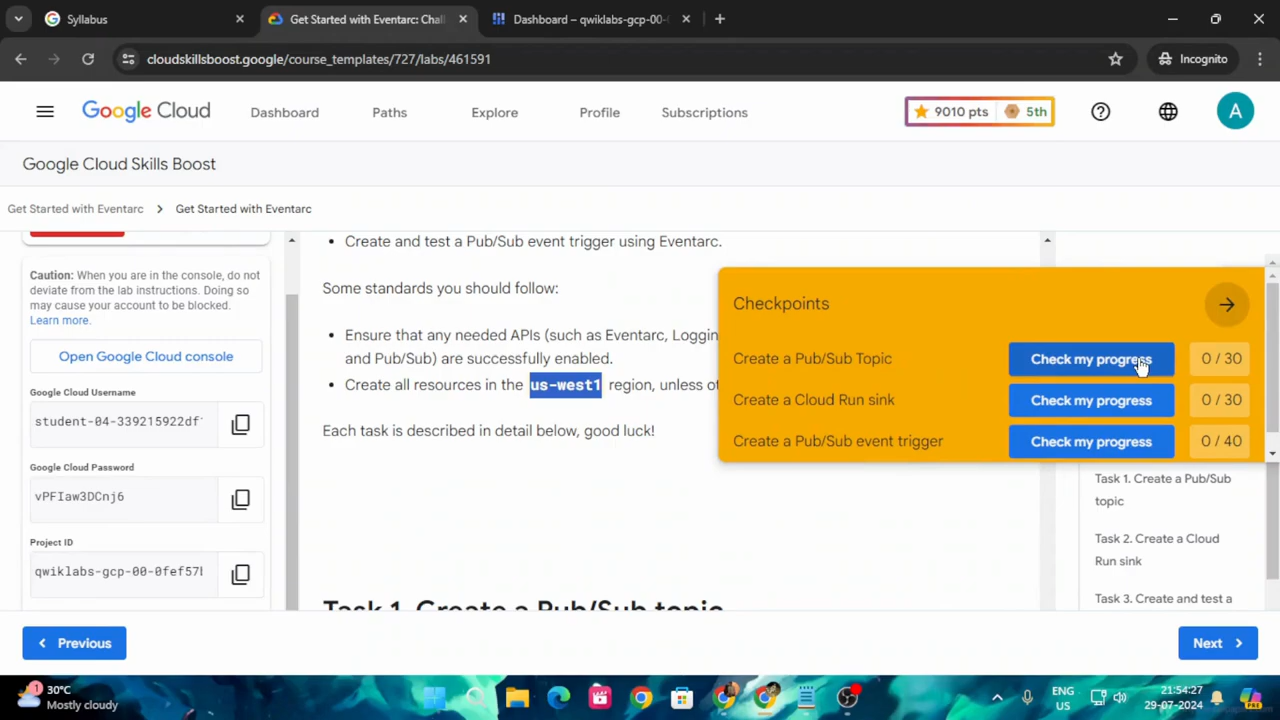 Syllabus
Get Started with Eventarc: Chal
Dashboard – qwiklabs-gcp-00-
cloudskillsboost.google/course_templates/727/labs/461591
Incognito
Google Cloud
Dashboard
Paths
Explore
Profile
Subscriptions
9010 pts
5th
A
Google Cloud Skills Boost
Get Started with Eventarc
Get Started with Eventarc
Caution: When you are in the console, do not
deviate from the lab instructions. Doing so
may cause your account to be blocked.
Learn more.
Open Google Cloud console
Google Cloud Username
student-04-339215922df
Google Cloud Password
vPFIaw3DCnj6
Project ID
qwiklabs-gcp-00-0fef57
• Create and test a Pub/Sub event trigger using Eventarc.
Some standards you should follow:
• Ensure that any needed APIs (such as Eventarc, Loggin
and Pub/Sub) are successfully enabled.
• Create all resources in the us-west1 region, unless ot
Each task is described in detail below, good luck!
Task 1. Create a Pub/Sub topic
Checkpoints
Create a Pub/Sub Topic
Check my progress
0 / 30
Create a Cloud Run sink
Check my progress
0 / 30
Create a Pub/Sub event trigger
Check my progress
0 / 40
Task 1. Create a Pub/Sub
topic
Task 2. Create a Cloud
Run sink
Task 3. Create and test a
Previous
Next
1
30°C
Mostly cloudy
ENG
US
21:54:27
29-07-2024
PRE